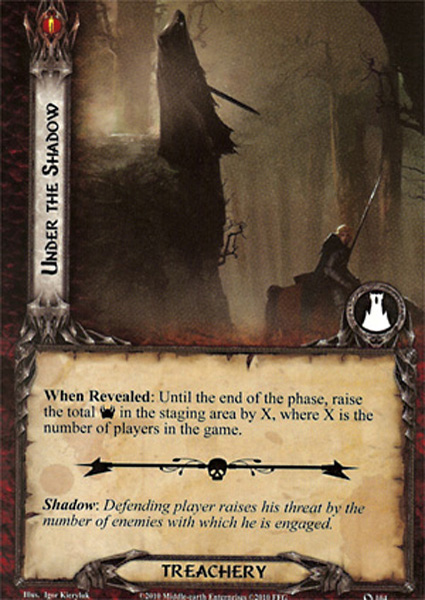 UNDER THE SHADOW
When Revealed: Until the end of the phase, raise
the total in the staging area by X, where X is the
number of players in the game.
Shadow: Defending player raises his threat by the
number of enemies with which he is engaged.
TREACHERY
Illus. Igor Kieryluk ©2010 Middle-earth Enterprises ©2010 FFG 104